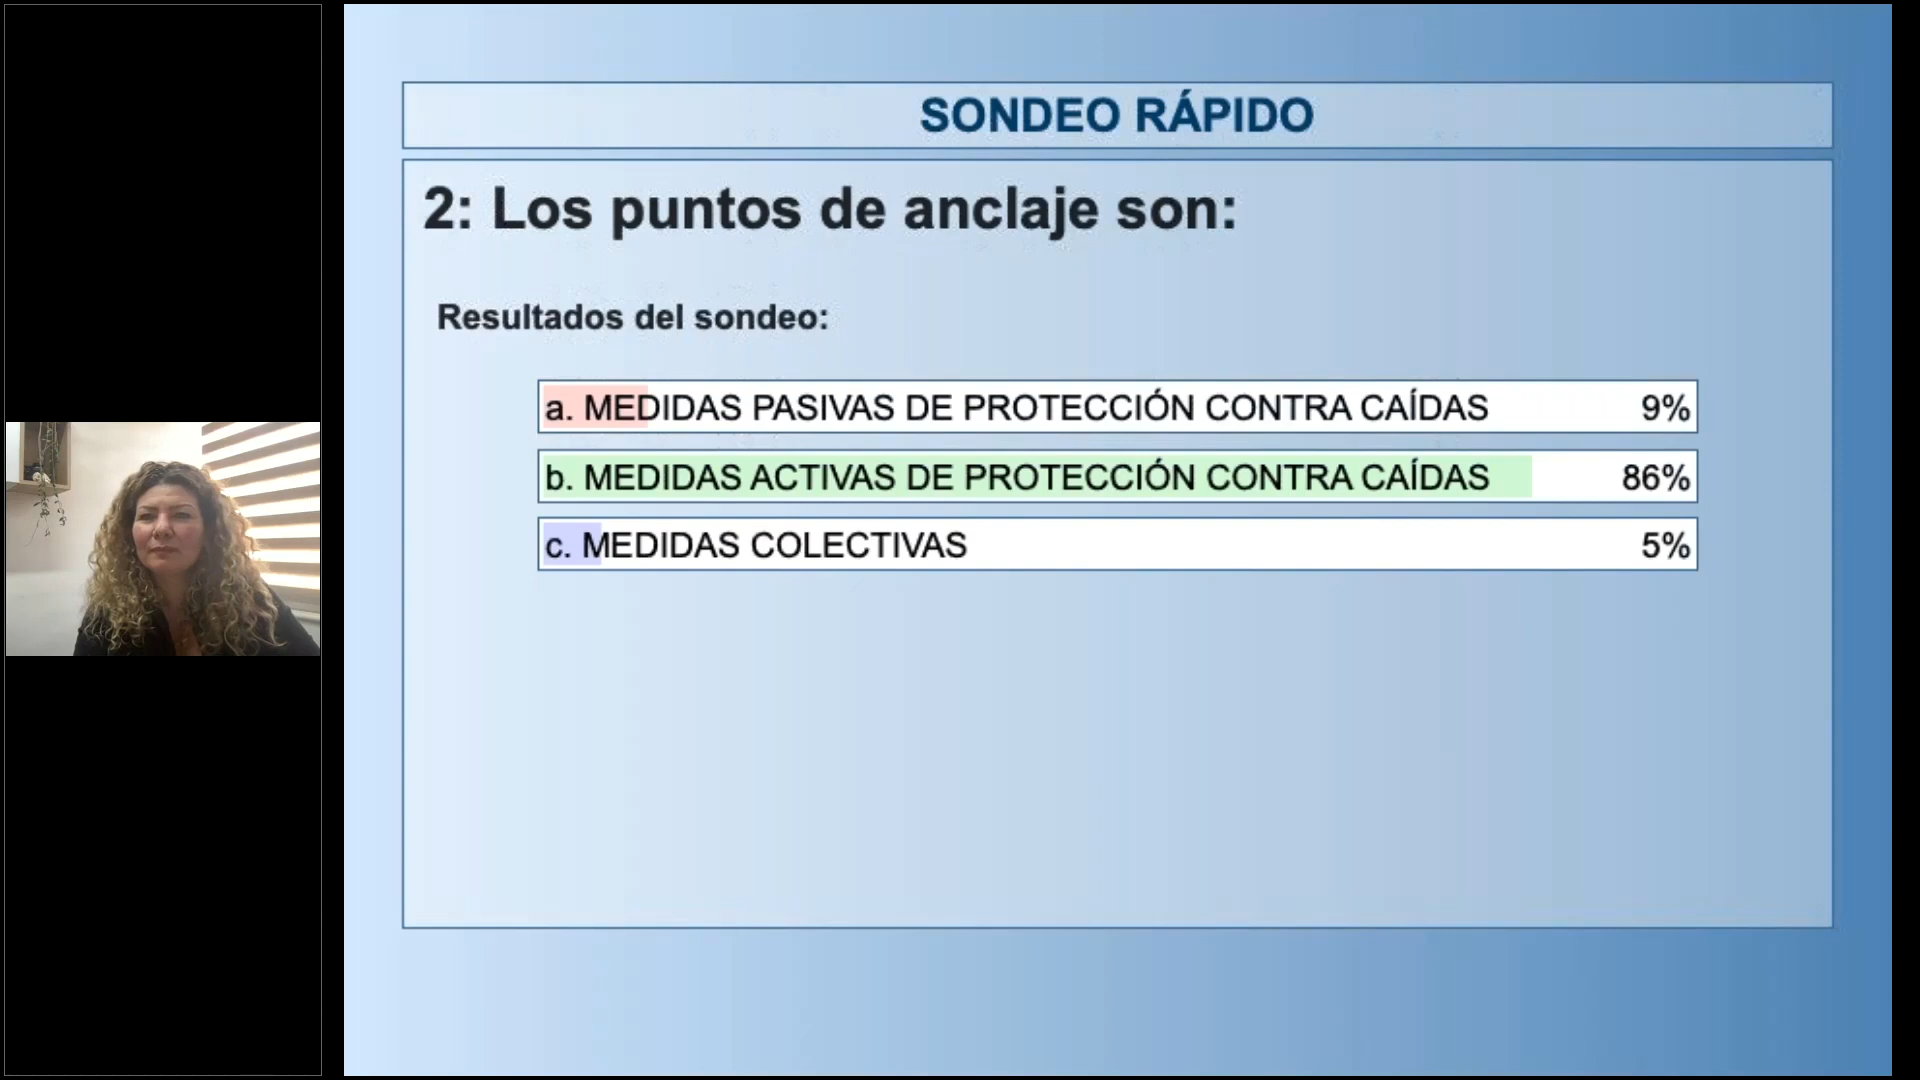 SONDEO RÁPIDO
2: Los puntos de anclaje son:
Resultados del sondeo:
a. MEDIDAS PASIVAS DE PROTECCIÓN CONTRA CAÍDAS 9%
b. MEDIDAS ACTIVAS DE PROTECCIÓN CONTRA CAÍDAS 86%
c. MEDIDAS COLECTIVAS 5%